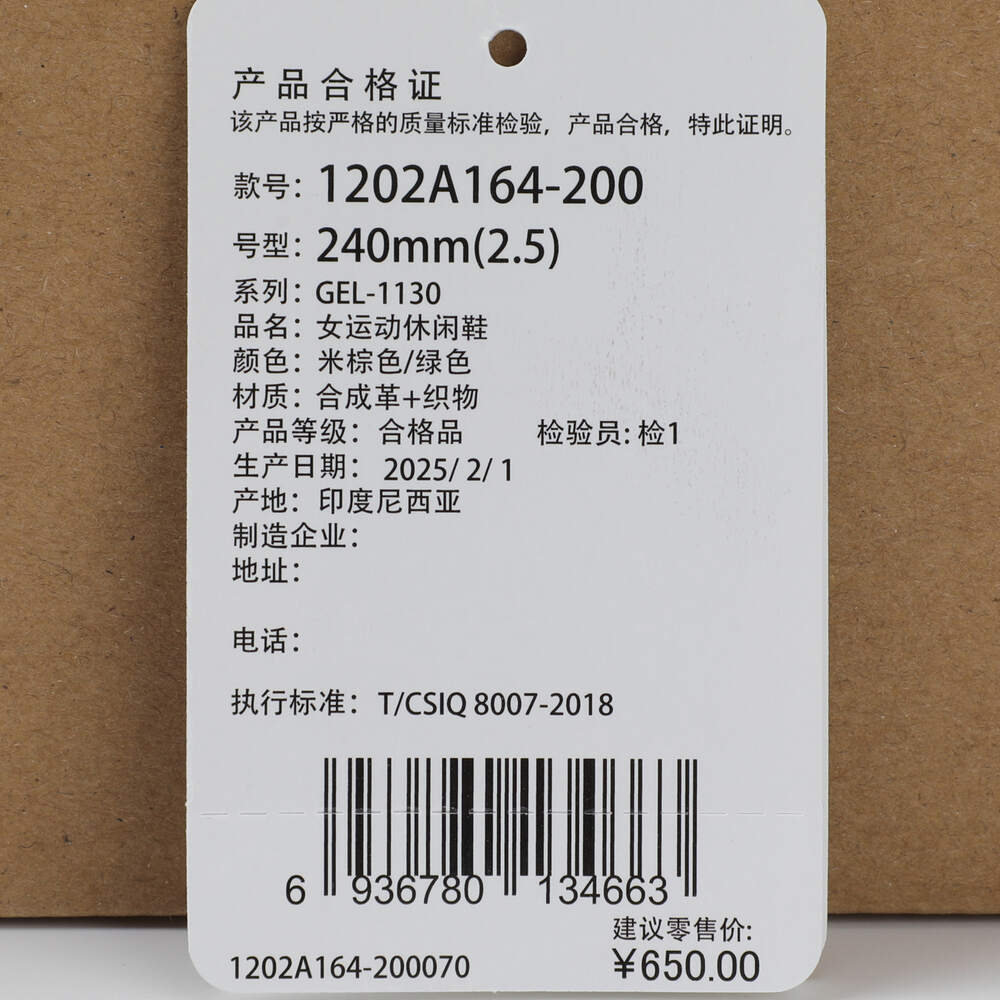 产品合格证
该产品按严格的质量标准检验，产品合格，特此证明。
款号：1202A164-200
号型：240mm(2.5)
系列：GEL-1130
品名：女运动休闲鞋
颜色：米棕色/绿色
材质：合成革+织物
产品等级：合格品 检验员:检1
生产日期：2025/ 2/ 1
产地：印度尼西亚
制造企业：
地址：
电话：
执行标准：T/CSIQ 8007-2018
6 936780 134663
建议零售价:
1202A164-200070 ¥650.00